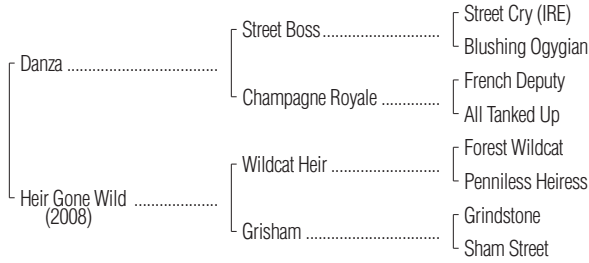 Street Cry (IRE)
Street Boss
Blushing Ogygian
Danza
French Deputy
Champagne Royale
All Tanked Up
Forest Wildcat
Wildcat Heir
Penniless Heiress
Heir Gone Wild
(2008)
Grindstone
Grisham
Sham Street